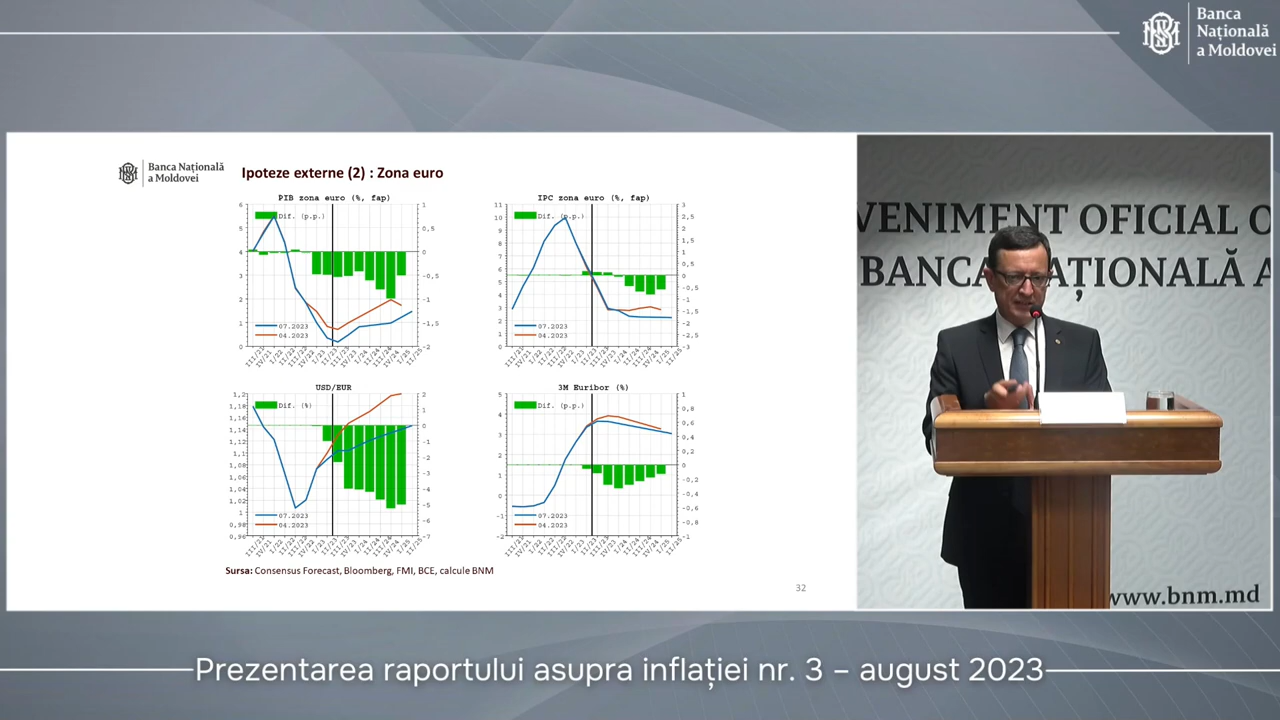 Banca
Națională
a Moldovei
Banca Națională
a Moldovei
Ipoteze externe (2) : Zona euro
PIB zona euro (%, fap)
Dif. (p.p.)
07.2023
04.2023
IPC zona euro (%, fap)
Dif. (p.p.)
07.2023
04.2023
USD/EUR
Dif. (%)
07.2023
04.2023
3M Euribor (%)
Dif. (p.p.)
07.2023
04.2023
Sursa: Consensus Forecast, Bloomberg, FMI, BCE, calcule BNM
32
VENIMENT OFICIAL O
BANCA NAȚIONALĂ A
www.bnm.md
Prezentarea raportului asupra inflației nr. 3 – august 2023